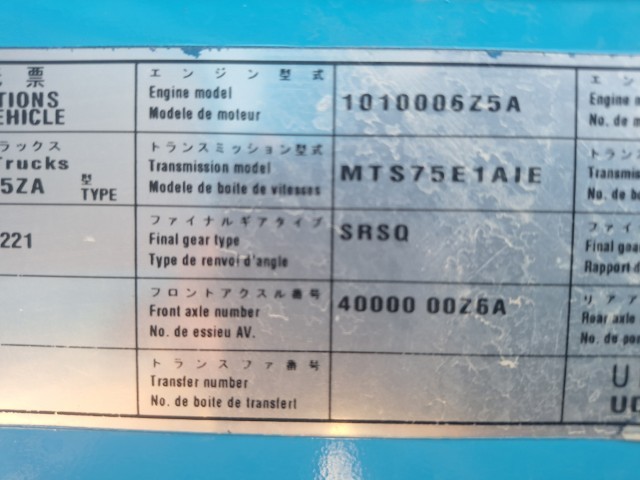 票
TIONS
EHICLE
ラックス
Trucks
5ZA 型
TYPE
221
エンジン型式
Engine model
Modele de moteur
1010006Z5A
トランスミッション型式
Transmission model
Modele de boite de vitesses
MTS75E1AIE
ファイナルギアタイプ
Final gear type
Type de renvoi d'angle
SRSQ
フロントアクスル番号
Front axle number
No. de essieu AV.
40000 00Z6A
トランスファ番号
Transfer number
No. de boite de transfert
エン
Engine
No. de m
トランス
Transmis
No. de b
ファイ
Final gea
Rapport d
リア
Rear axle
No. de po
U
UD